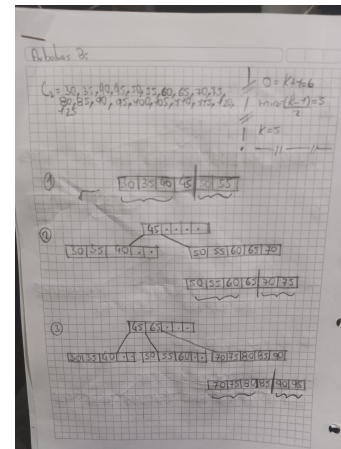 Arboles B:
C₁ = 30, 35, 40, 45, 50, 55, 60, 65, 70, 75,
80, 85, 90, 95, 100, 105, 110, 115, 120,
125
O = K+1=6
(K-1) = 3
2
K=5
①
30 35 40 45 50 55
②
45 . . . .
30 35 40 . .
50 55 60 65 70
50 55 60 65 70 75
③
45 65 . . .
30 35 40 . .
50 55 60 . .
70 75 80 85 90
70 75 80 85 90 95